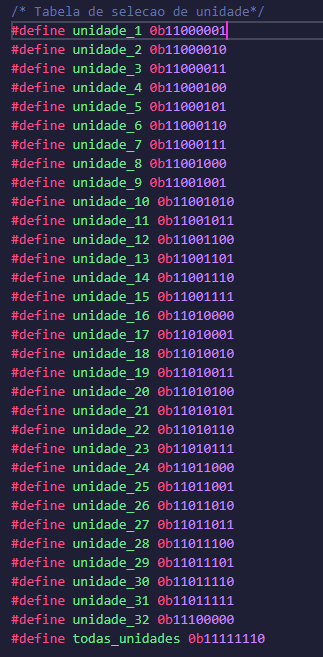 /* Tabela de selecao de unidade*/
#define unidade_1 0b11000001
#define unidade_2 0b11000010
#define unidade_3 0b11000011
#define unidade_4 0b11000100
#define unidade_5 0b11000101
#define unidade_6 0b11000110
#define unidade_7 0b11000111
#define unidade_8 0b11001000
#define unidade_9 0b11001001
#define unidade_10 0b11001010
#define unidade_11 0b11001011
#define unidade_12 0b11001100
#define unidade_13 0b11001101
#define unidade_14 0b11001110
#define unidade_15 0b11001111
#define unidade_16 0b11010000
#define unidade_17 0b11010001
#define unidade_18 0b11010010
#define unidade_19 0b11010011
#define unidade_20 0b11010100
#define unidade_21 0b11010101
#define unidade_22 0b11010110
#define unidade_23 0b11010111
#define unidade_24 0b11011000
#define unidade_25 0b11011001
#define unidade_26 0b11011010
#define unidade_27 0b11011011
#define unidade_28 0b11011100
#define unidade_29 0b11011101
#define unidade_30 0b11011110
#define unidade_31 0b11011111
#define unidade_32 0b11100000
#define todas_unidades 0b11111110